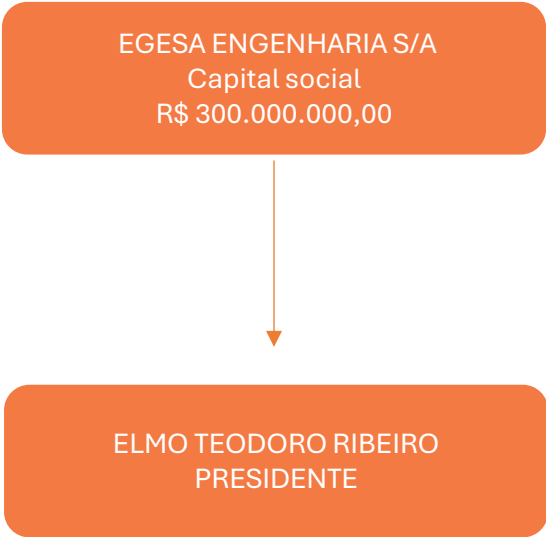 EGESA ENGENHARIA S/A
Capital social
R$ 300.000.000,00
ELMO TEODORO RIBEIRO
PRESIDENTE